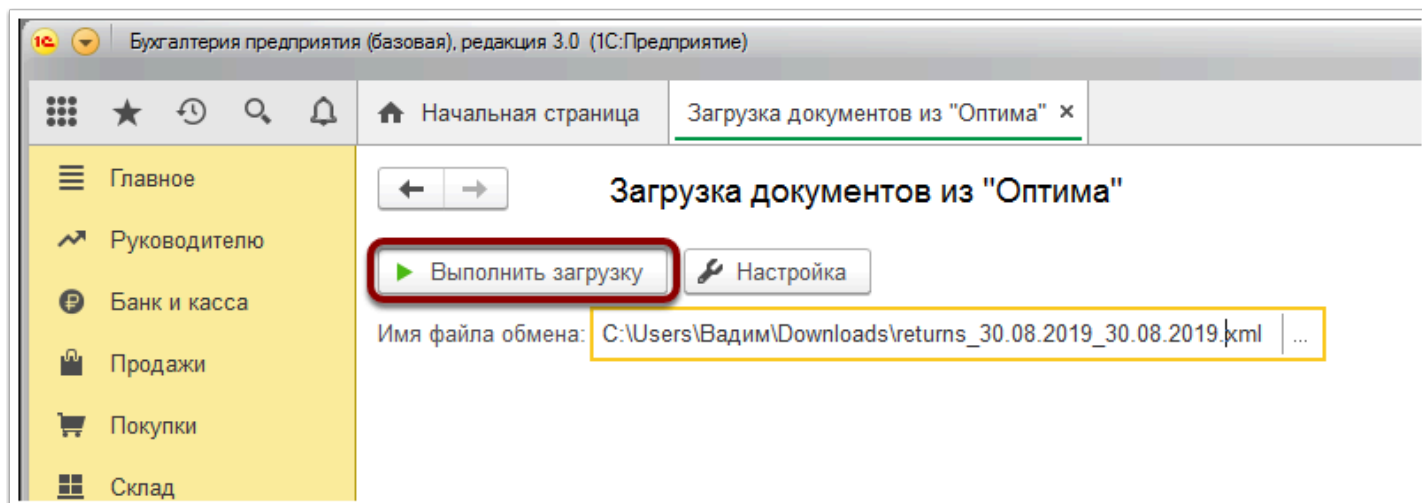 1С Бухгалтерия предприятия (базовая), редакция 3.0 (1С:Предприятие)
Начальная страница Загрузка документов из "Оптима" ×
Главное
Загрузка документов из "Оптима"
Руководителю
Выполнить загрузку Настройка
Банк и касса
Имя файла обмена: C:\Users\Вадим\Downloads\returns_30.08.2019_30.08.2019.xml ...
Продажи
Покупки
Склад